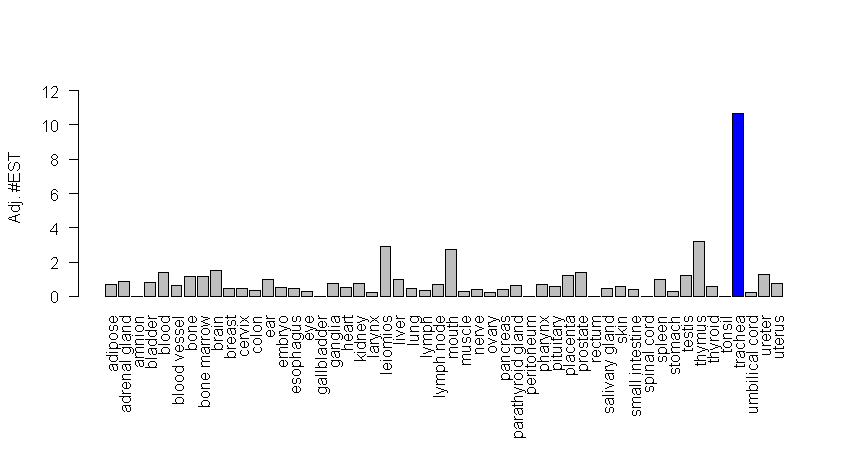 Adj. #EST
12
10
8
6
4
2
0
adipose
adrenal gland
amnion
bladder
blood
blood vessel
bone
bone marrow
brain
breast
cervix
colon
ear
embryo
esophagus
eye
gallbladder
ganglia
heart
kidney
larynx
leiomios
liver
lung
lymph
lymph node
mouth
muscle
nerve
ovary
pancreas
parathyroid gland
peritoneum
pharynx
pituitary
placenta
prostate
rectum
salivary gland
skin
small intestine
spinal cord
spleen
stomach
testis
thymus
thyroid
tonsil
trachea
umbilical cord
ureter
uterus